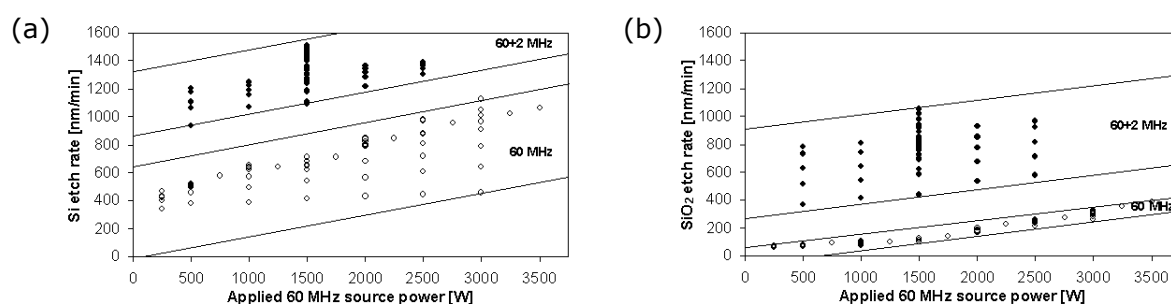 (a)
Si etch rate [nm/min]
1600
1400
1200
1000
800
600
400
200
0
60+2 MHz
60 MHz
0 500 1000 1500 2000 2500 3000 3500
Applied 60 MHz source power [W]
(b)
SiO2 etch rate [nm/min]
1600
1400
1200
1000
800
600
400
200
0
60+2 MHz
60 MHz
0 500 1000 1500 2000 2500 3000 3500
Applied 60 MHz source power [W]